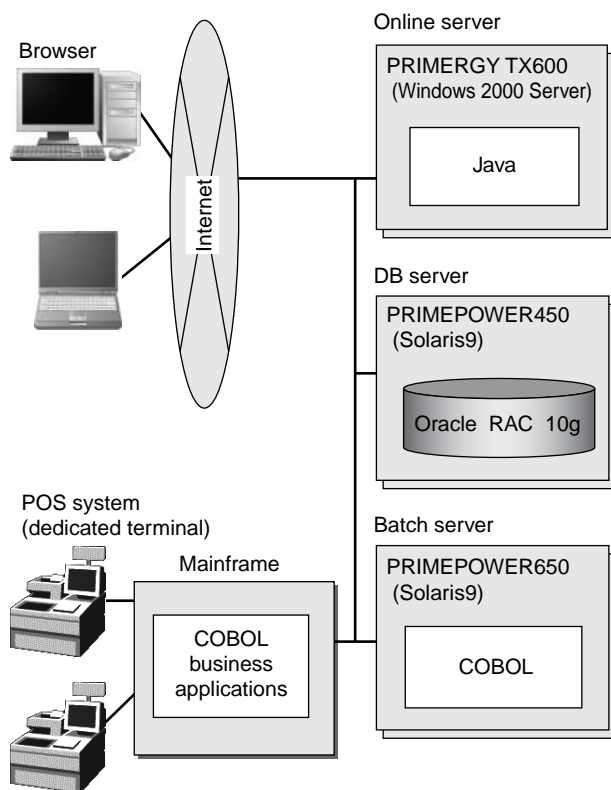 Online server
Browser
PRIMERGY TX600
(Windows 2000 Server)
Java
Internet
DB server
PRIMEPOWER450
(Solaris9)
Oracle RAC 10g
POS system
(dedicated terminal)
Mainframe
COBOL
business
applications
Batch server
PRIMEPOWER650
(Solaris9)
COBOL